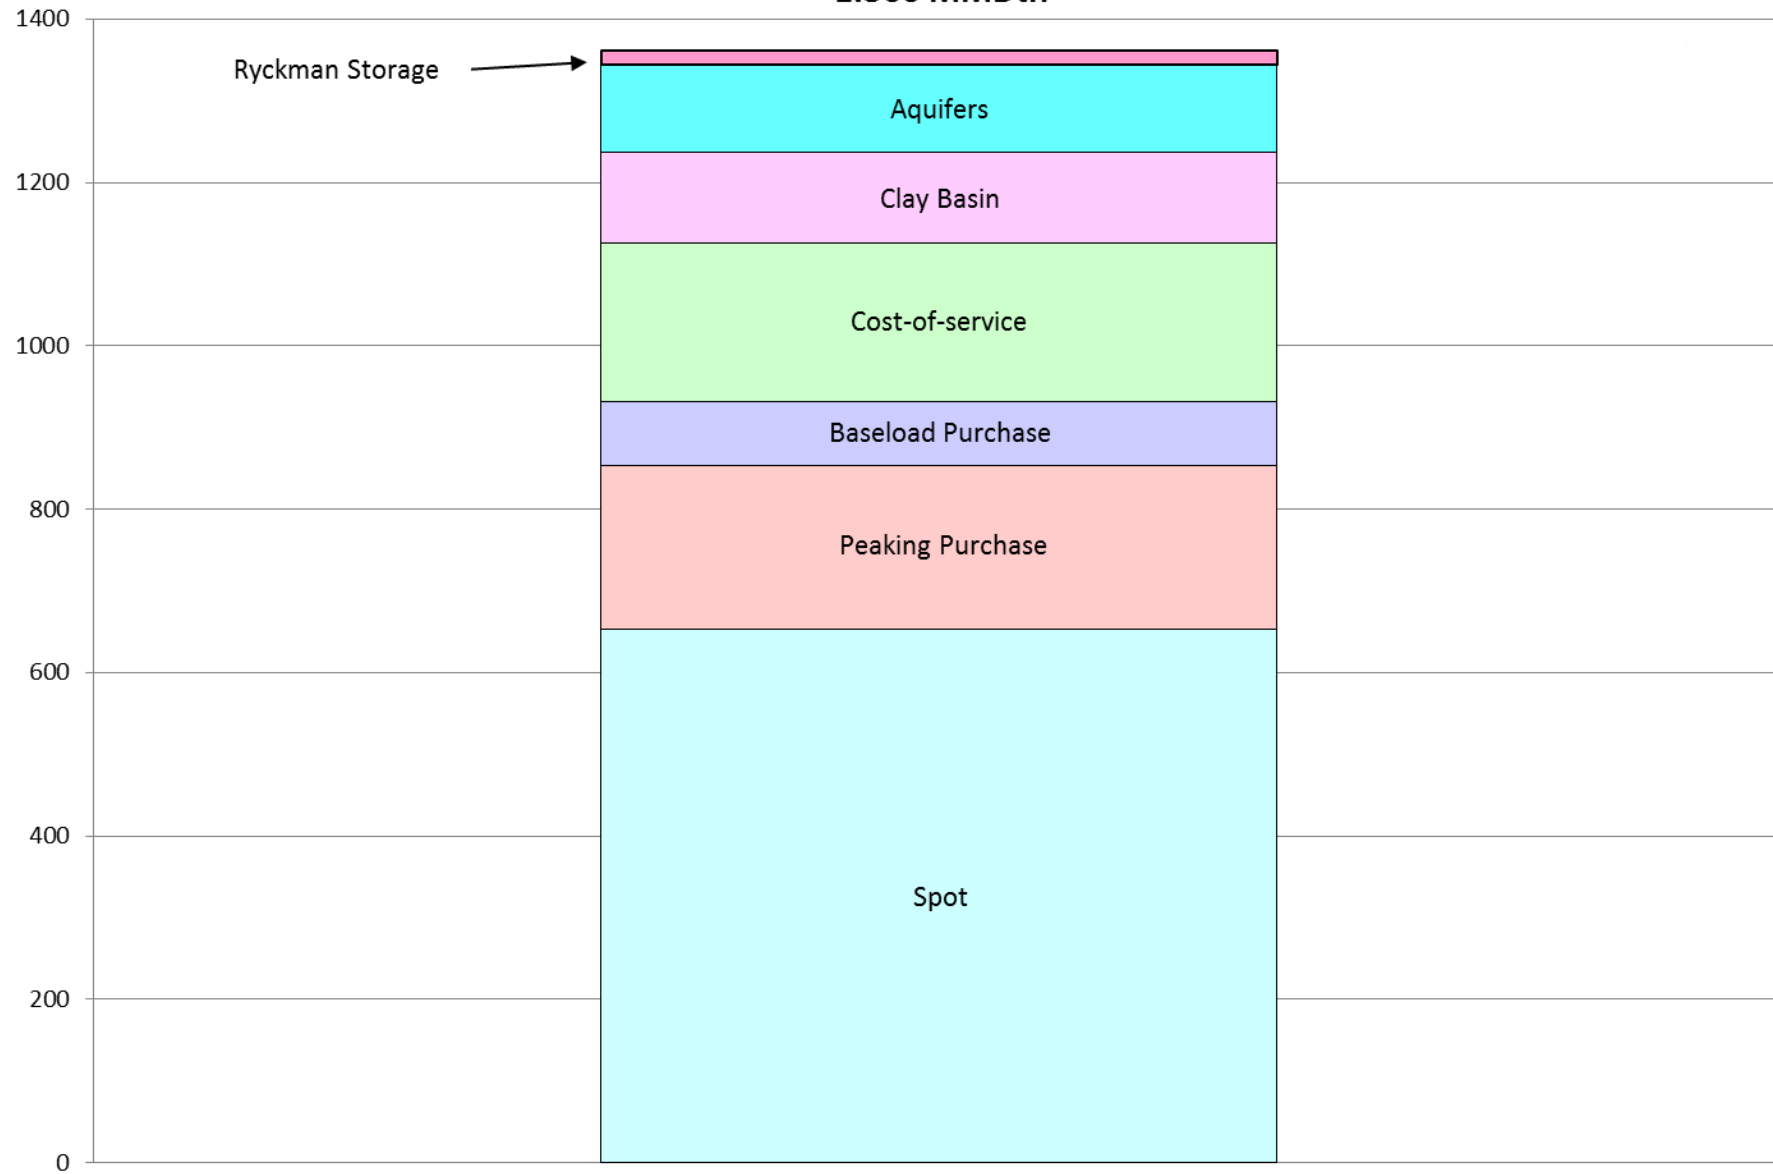 1400
Ryckman Storage
Aquifers
1200
Clay Basin
Cost-of-service
1000
Baseload Purchase
800
Peaking Purchase
600
400
Spot
200
0